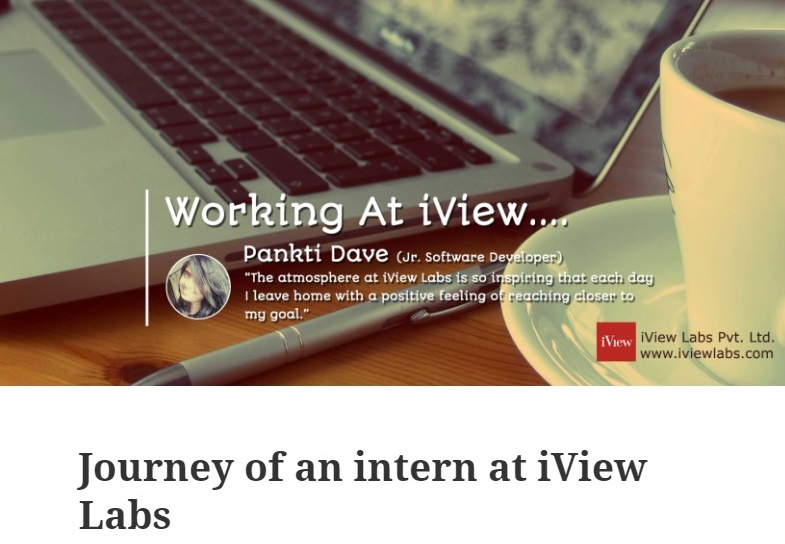 Working At iView....
Pankti Dave (Jr. Software Developer)
"The atmosphere at iView Labs is so inspiring that each day
I leave home with a positive feeling of reaching closer to
my goal."
iView
iView Labs Pvt. Ltd.
www.iviewlabs.com
Journey of an intern at iView
Labs